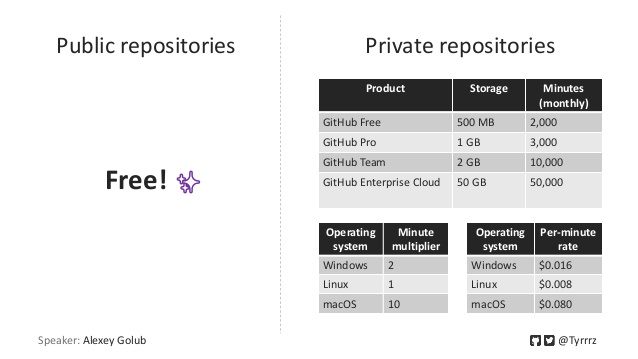 Public repositories
Free!
Private repositories
Product Storage Minutes
(monthly)
GitHub Free 500 MB 2,000
GitHub Pro 1 GB 3,000
GitHub Team 2 GB 10,000
GitHub Enterprise Cloud 50 GB 50,000
Operating Minute
system multiplier
Windows 2
Linux 1
macOS 10
Operating Per-minute
system rate
Windows $0.016
Linux $0.008
macOS $0.080
Speaker: Alexey Golub
@Tyrrrz